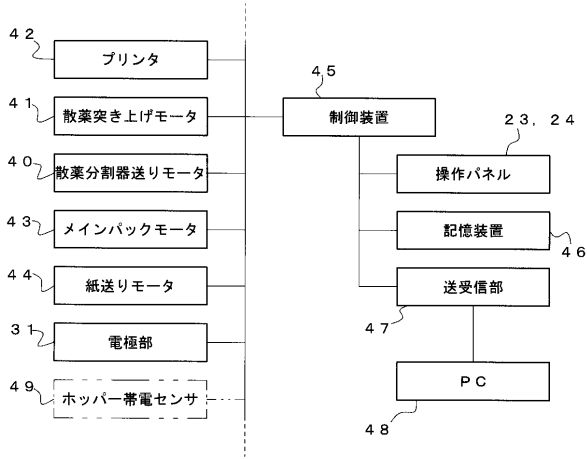 ４２
プリンタ
４１
散薬突き上げモータ
４０
散薬分割器送りモータ
４３
メインパックモータ
４４
紙送りモータ
３１
電極部
４９
ホッパー帯電センサ
４５
制御装置
２３，２４
操作パネル
記憶装置
４６
送受信部
４７
ＰＣ
４８